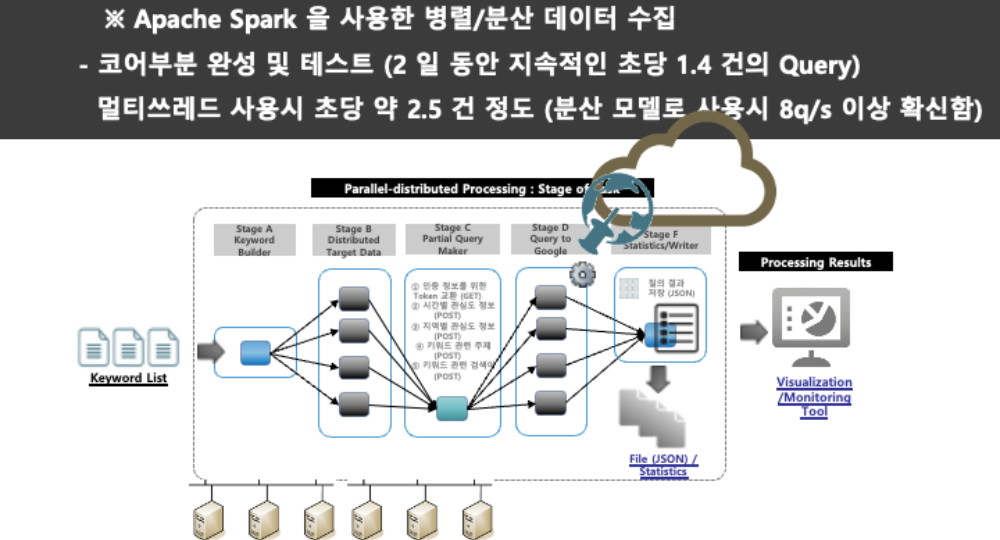 ※ Apache Spark 을 사용한 병렬/분산 데이터 수집
- 코어부분 완성 및 테스트 (2 일 동안 지속적인 초당 1.4 건의 Query)
멀티쓰레드 사용시 초당 약 2.5 건 정도 (분산 모델로 사용시 8q/s 이상 확신함)
Parallel-distributed Processing : Stage of
Stage A
Keyword
Builder
Stage B
Distributed
Target Data
Stage C
Partial Query
Maker
Stage D
Query to
Google
Stage F
Statistics/Writer
① 인증 정보를 위한
Token 교환 (GET)
② 시간별 관심도 정보
(POST)
③ 지역별 관심도 정보
(POST)
④ 키워드 관련 주제
(POST)
⑤ 키워드 관련 검색어
(POST)
질의 결과
저장 (JSON)
Keyword List
File (JSON) /
Statistics
Processing Results
Visualization
/Monitoring
Tool